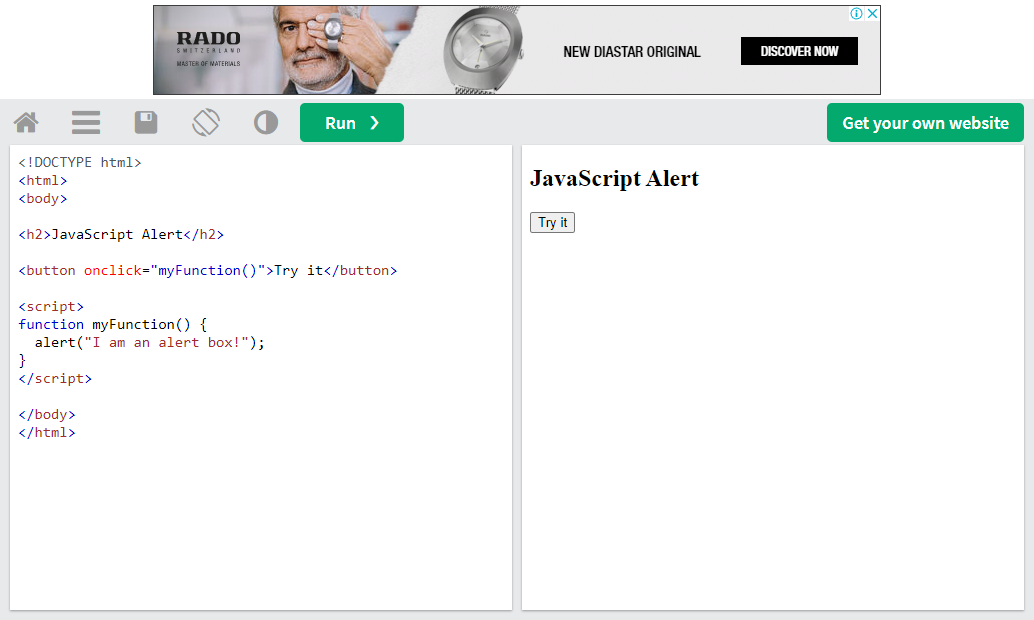 RADO
SWITZERLAND
MASTER OF MATERIALS
NEW DIASTAR ORIGINAL
DISCOVER NOW
Run ❯
Get your own website
<!DOCTYPE html>
<html>
<body>
<h2>JavaScript Alert</h2>
<button onclick="myFunction()">Try it</button>
<script>
function myFunction() {
  alert("I am an alert box!");
}
</script>
</body>
</html>
JavaScript Alert
Try it